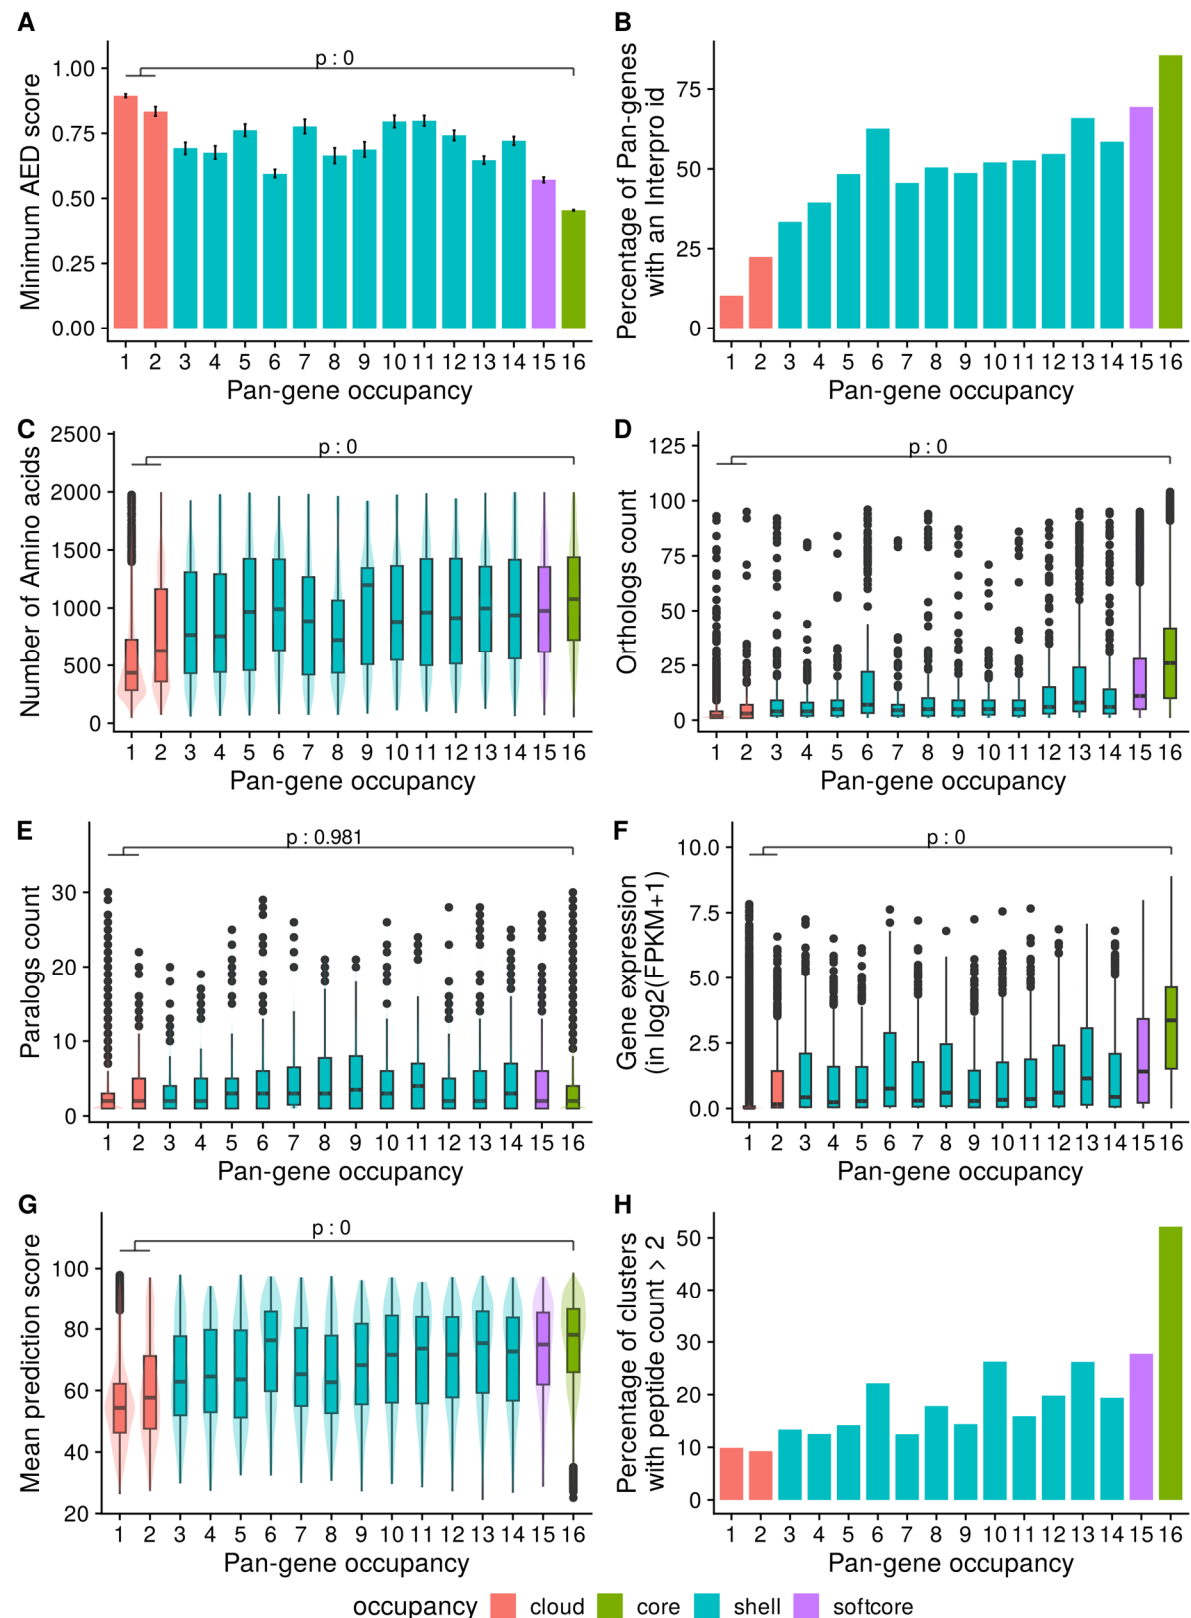 A
Minimum AED score
1.00
0.75
0.50
0.25
0.00
p : 0
1 2 3 4 5 6 7 8 9 10 11 12 13 14 15 16
Pan-gene occupancy
B
Percentage of Pan-genes
with an Interpro id
75
50
25
0
1 2 3 4 5 6 7 8 9 10 11 12 13 14 15 16
Pan-gene occupancy
C
Number of Amino acids
2500
2000
1500
1000
500
0
p : 0
1 2 3 4 5 6 7 8 9 10 11 12 13 14 15 16
Pan-gene occupancy
D
Orthologs count
125
100
75
50
25
0
p : 0
1 2 3 4 5 6 7 8 9 10 11 12 13 14 15 16
Pan-gene occupancy
E
Paralogs count
30
20
10
0
p : 0.981
1 2 3 4 5 6 7 8 9 10 11 12 13 14 15 16
Pan-gene occupancy
F
Gene expression
(in log2(FPKM+1)
10.0
7.5
5.0
2.5
0.0
p : 0
1 2 3 4 5 6 7 8 9 10 11 12 13 14 15 16
Pan-gene occupancy
G
Mean prediction score
100
80
60
40
20
p : 0
1 2 3 4 5 6 7 8 9 10 11 12 13 14 15 16
Pan-gene occupancy
H
Percentage of clusters
with peptide count > 2
50
40
30
20
10
0
1 2 3 4 5 6 7 8 9 10 11 12 13 14 15 16
Pan-gene occupancy
occupancy cloud core shell softcore